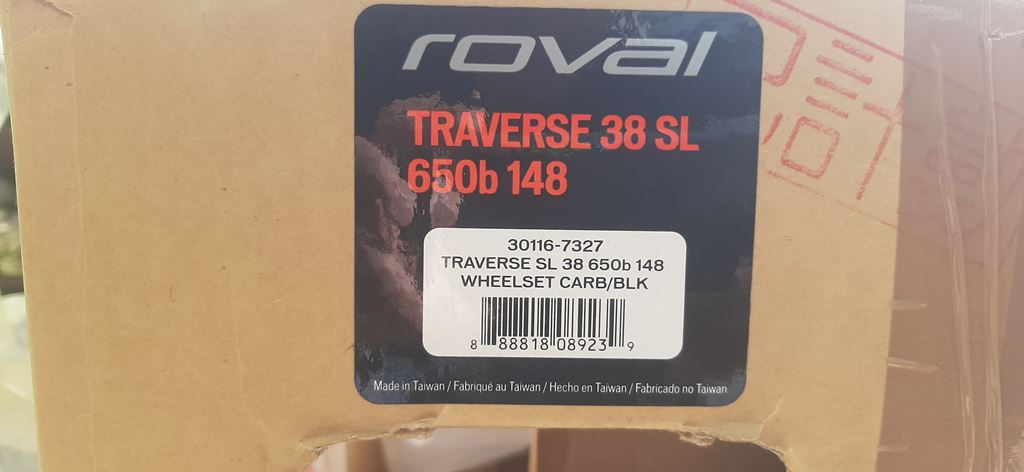 roval
TRAVERSE 38 SL
650b 148
30116-7327
TRAVERSE SL 38 650b 148
WHEELSET CARB/BLK
8 88818 08923 9
Made in Taiwan / Fabriqué au Taiwan / Hecho en Taiwan / Fabricado no Taiwan